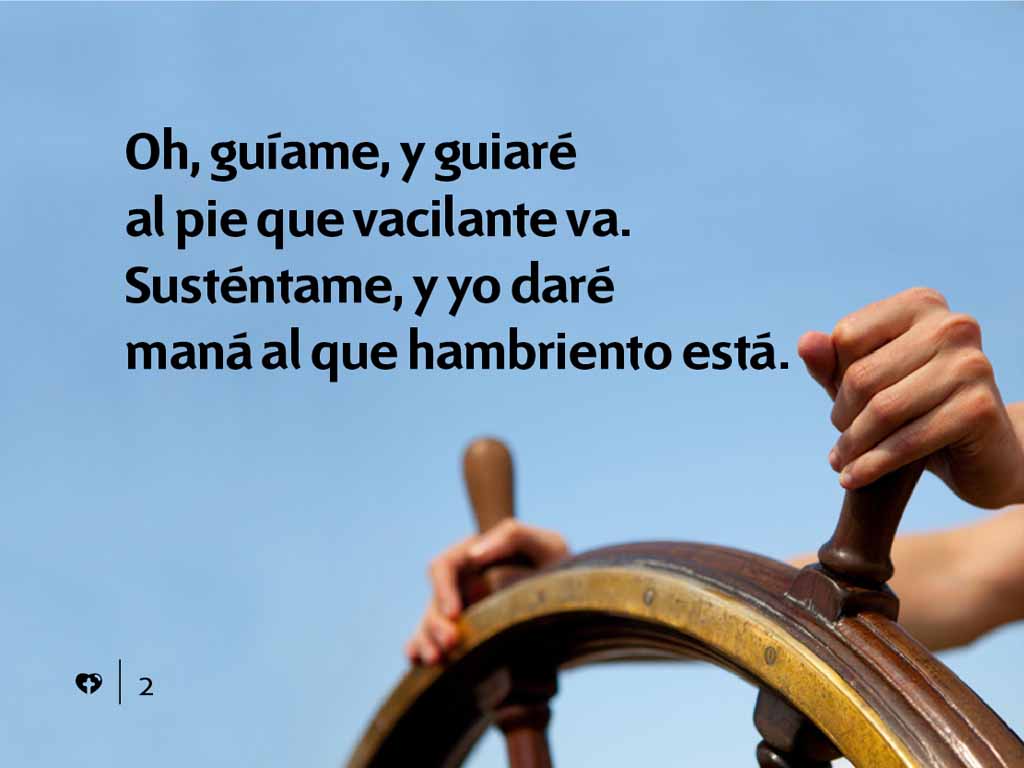 Oh, guíame, y guiaré
al pie que vacilante va.
Susténtame, y yo daré
maná al que hambriento está.
2